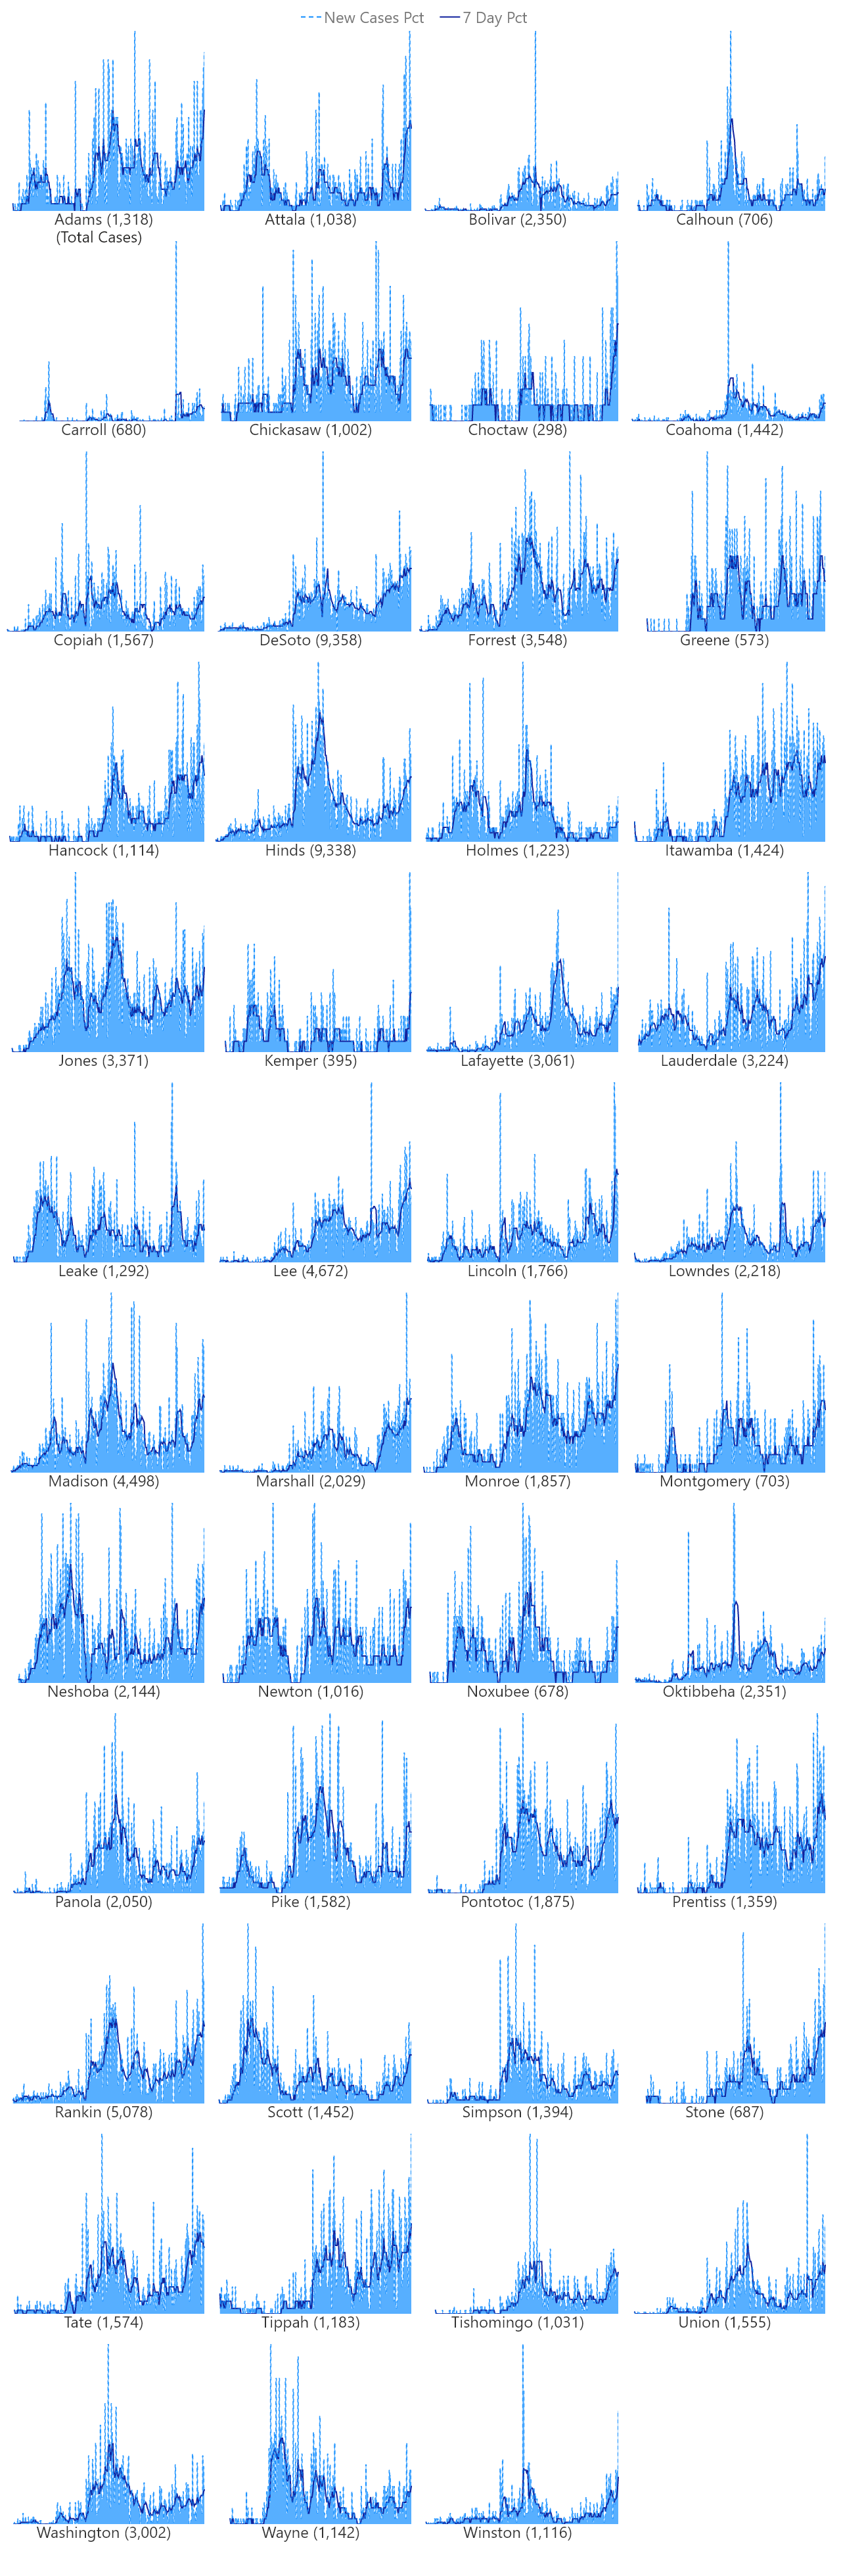 New Cases Pct 7 Day Pct
Adams (1,318) Attala (1,038) Bolivar (2,350) Calhoun (706)
(Total Cases)
Carroll (680) Chickasaw (1,002) Choctaw (298) Coahoma (1,442)
Copiah (1,567) DeSoto (9,358) Forrest (3,548) Greene (573)
Hancock (1,114) Hinds (9,338) Holmes (1,223) Itawamba (1,424)
Jones (3,371) Kemper (395) Lafayette (3,061) Lauderdale (3,224)
Leake (1,292) Lee (4,672) Lincoln (1,766) Lowndes (2,218)
Madison (4,498) Marshall (2,029) Monroe (1,857) Montgomery (703)
Neshoba (2,144) Newton (1,016) Noxubee (678) Oktibbeha (2,351)
Panola (2,050) Pike (1,582) Pontotoc (1,875) Prentiss (1,359)
Rankin (5,078) Scott (1,452) Simpson (1,394) Stone (687)
Tate (1,574) Tippah (1,183) Tishomingo (1,031) Union (1,555)
Washington (3,002) Wayne (1,142) Winston (1,116)